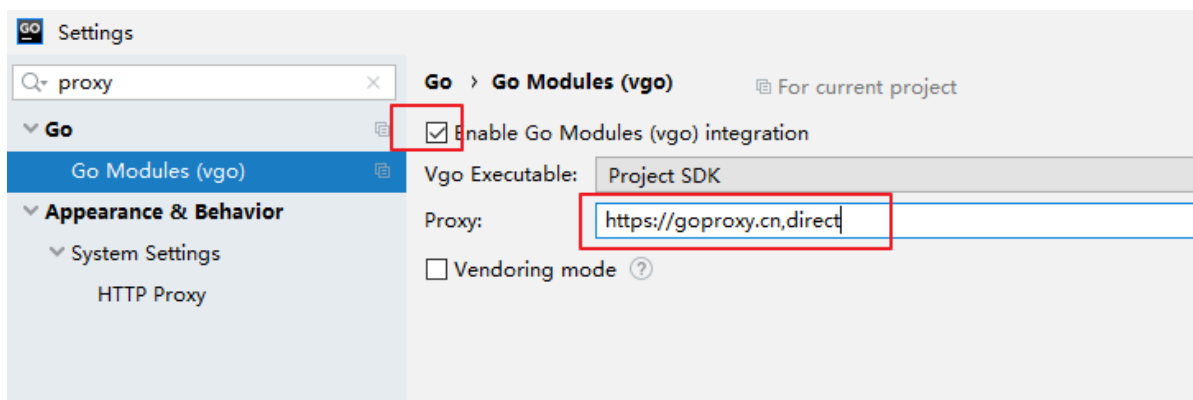 GO Settings
proxy
Go
Go Modules (vgo)
Appearance & Behavior
System Settings
HTTP Proxy
Go › Go Modules (vgo) For current project
Enable Go Modules (vgo) integration
Vgo Executable: Project SDK
Proxy: https://goproxy.cn,direct
Vendoring mode ?